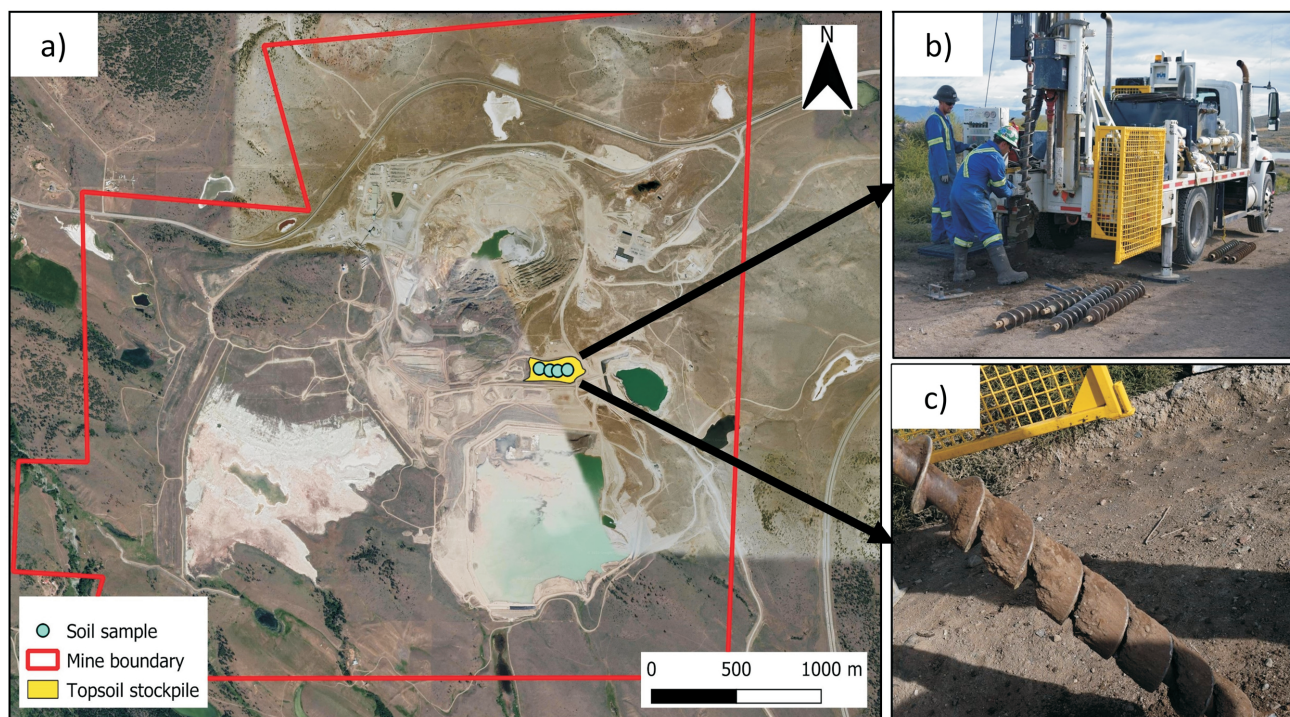 a)
N
Soil sample
Mine boundary
Topsoil stockpile
0 500 1000 m
b)
c)